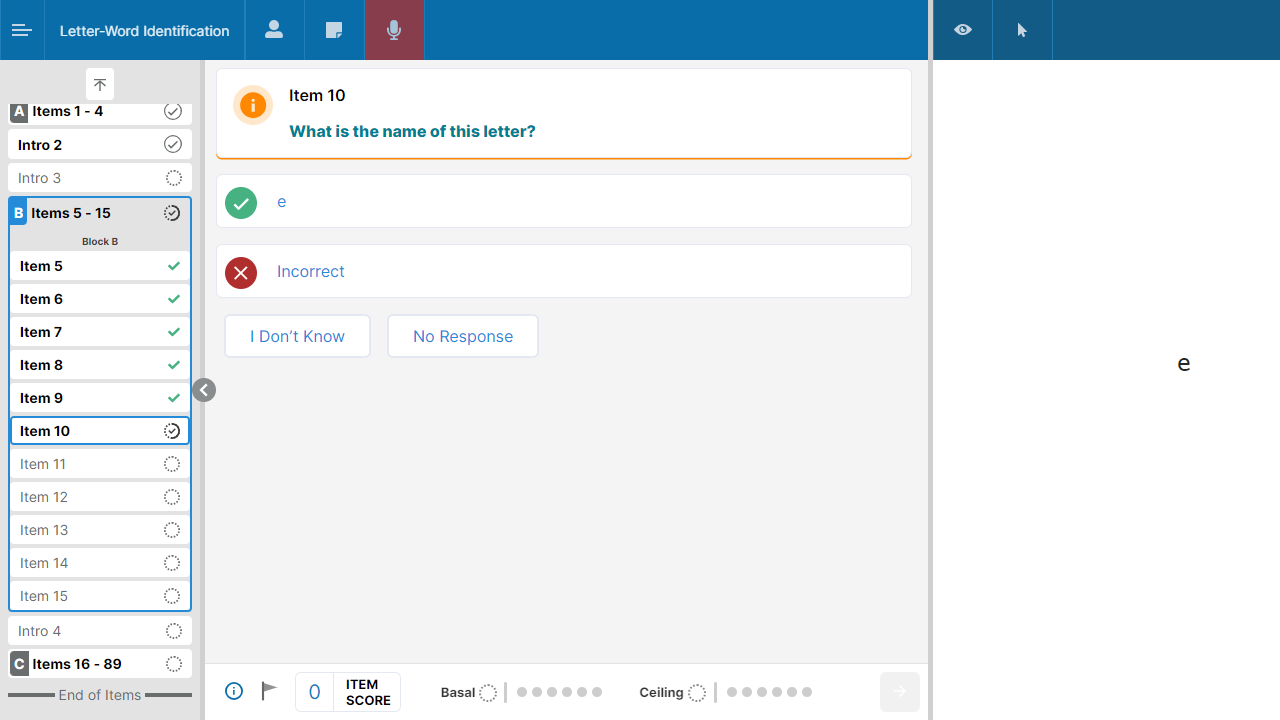 Letter-Word Identification
A Items 1 - 4
Intro 2
Intro 3
B Items 5 - 15
Block B
Item 5
Item 6
Item 7
Item 8
Item 9
Item 10
Item 11
Item 12
Item 13
Item 14
Item 15
Intro 4
C Items 16 - 89
End of Items
Item 10
What is the name of this letter?
e
Incorrect
I Don’t Know
No Response
0 ITEM SCORE
Basal
Ceiling
e